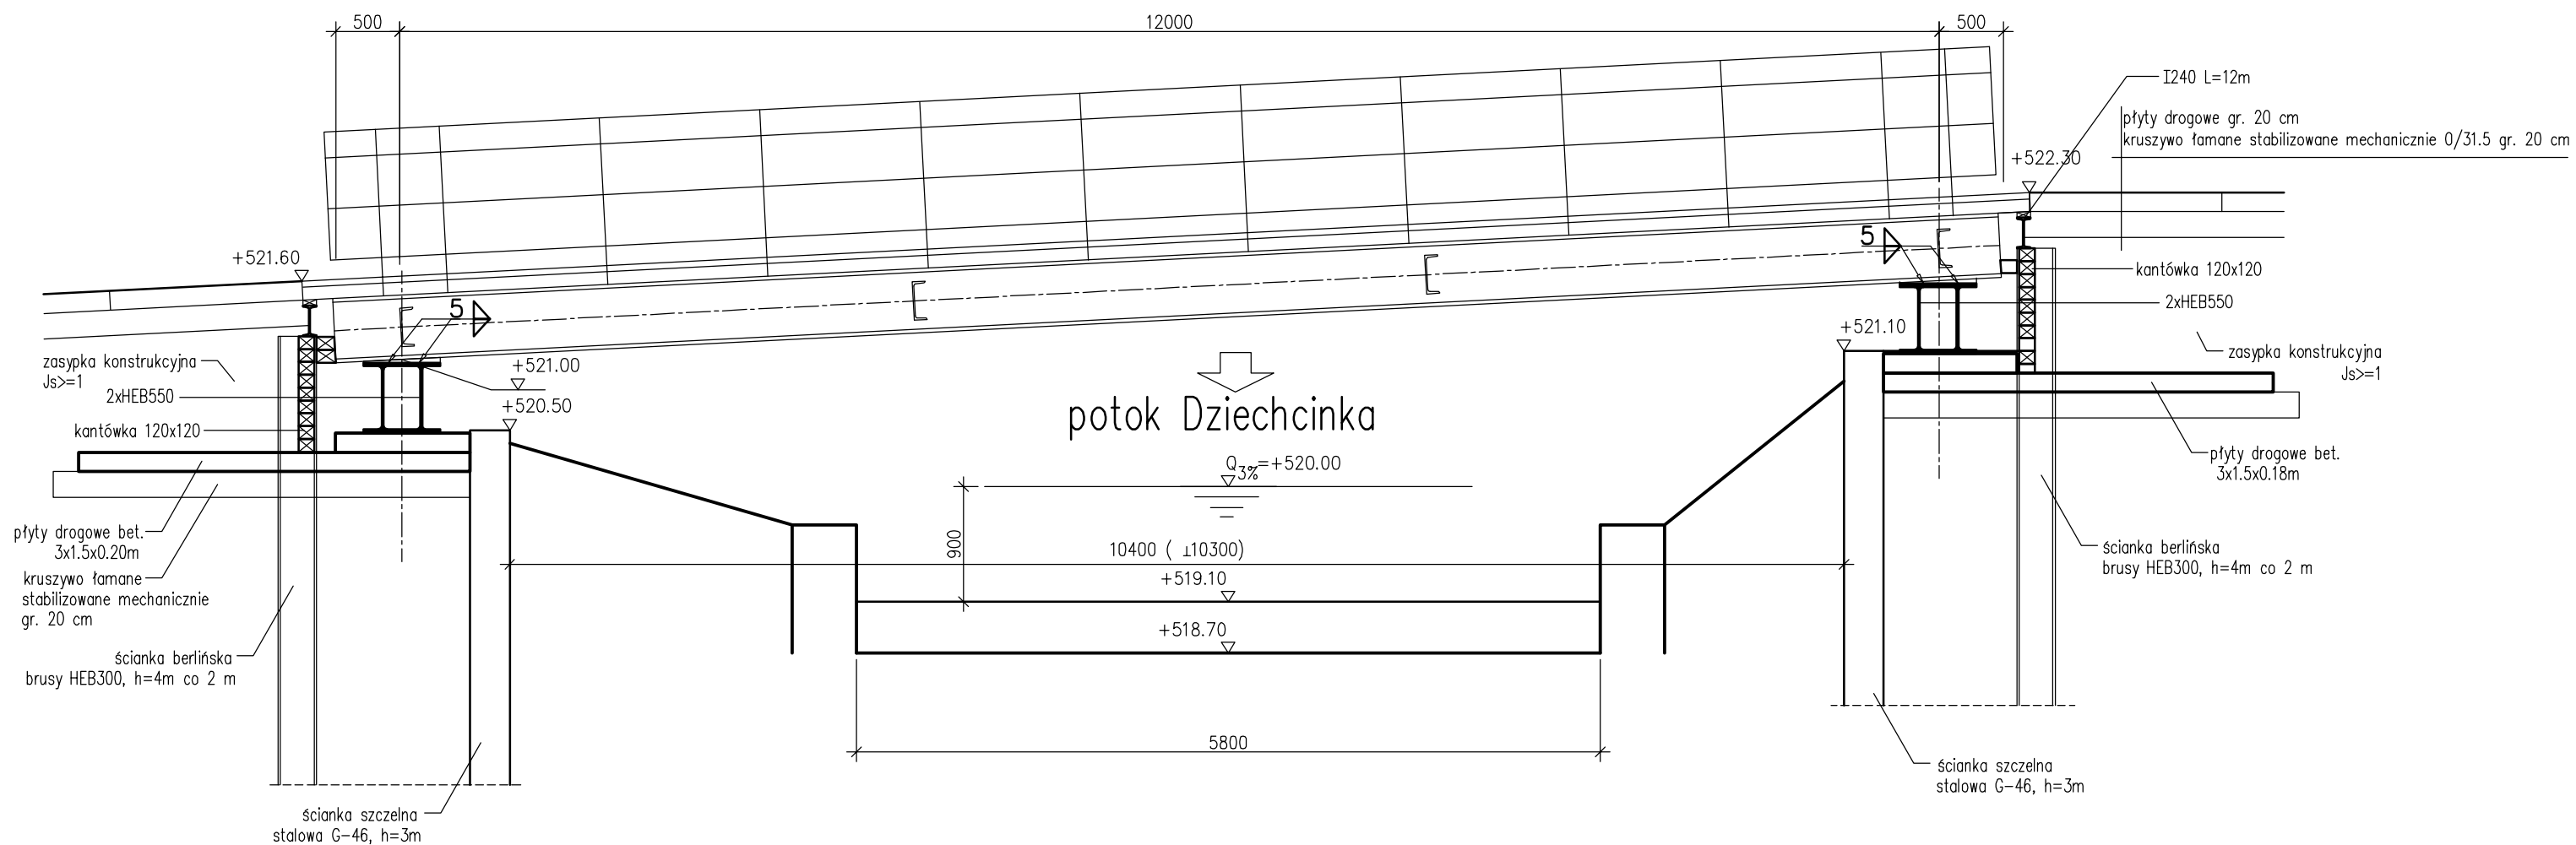 500
12000
500
I240 L=12m
płyty drogowe gr. 20 cm
kruszywo łamane stabilizowane mechanicznie 0/31.5 gr. 20 cm
+522.30
+521.60
5
5
kantówka 120x120
2xHEB550
+521.10
zasypka konstrukcyjna
Js>=1
zasypka konstrukcyjna
Js>=1
+521.00
2xHEB550
+520.50
kantówka 120x120
potok Dziechcinka
Q3%=+520.00
płyty drogowe bet.
3x1.5x0.18m
płyty drogowe bet.
3x1.5x0.20m
900
10400 ( ⊥10300)
ścianka berlińska
brusy HEB300, h=4m co 2 m
kruszywo łamane
stabilizowane mechanicznie
gr. 20 cm
+519.10
+518.70
ścianka berlińska
brusy HEB300, h=4m co 2 m
5800
ścianka szczelna
stalowa G-46, h=3m
ścianka szczelna
stalowa G-46, h=3m